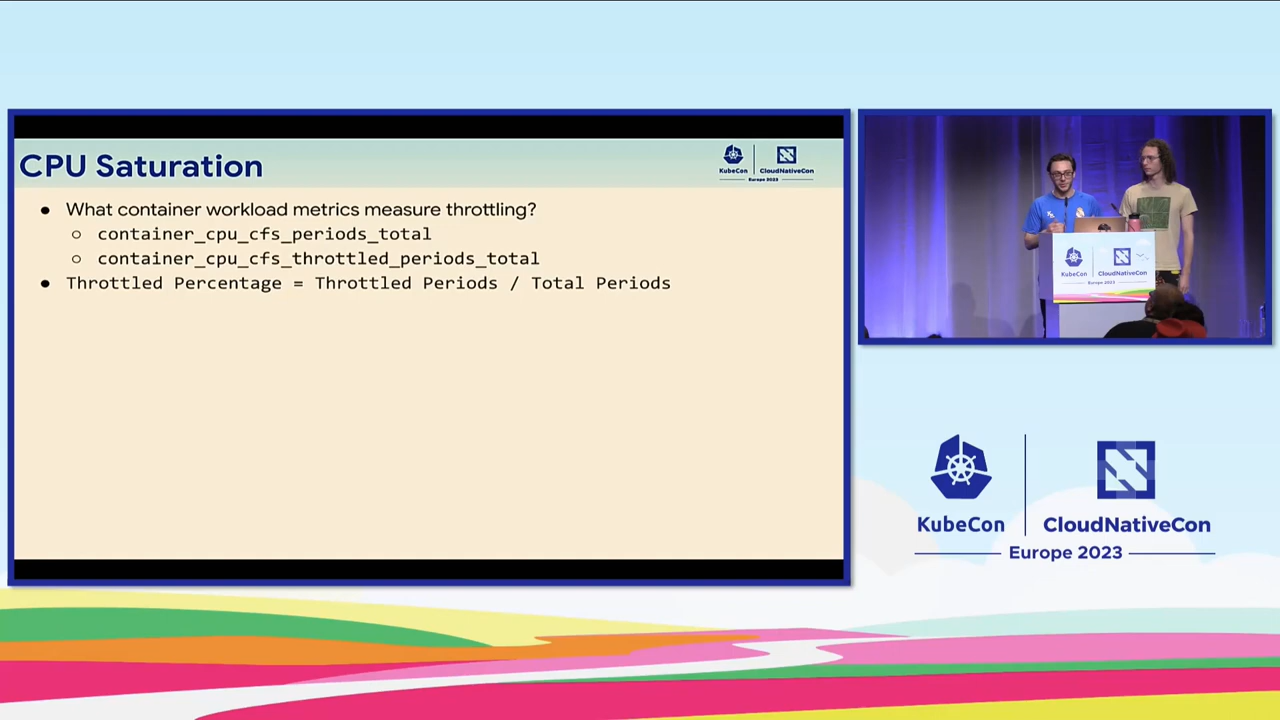 CPU Saturation
KubeCon
CloudNativeCon
Europe 2023
● What container workload metrics measure throttling?
○ container_cpu_cfs_periods_total
○ container_cpu_cfs_throttled_periods_total
● Throttled Percentage = Throttled Periods / Total Periods
KubeCon
CloudNativeCon
Europe 2023
KubeCon
CloudNativeCon
Europe 2023